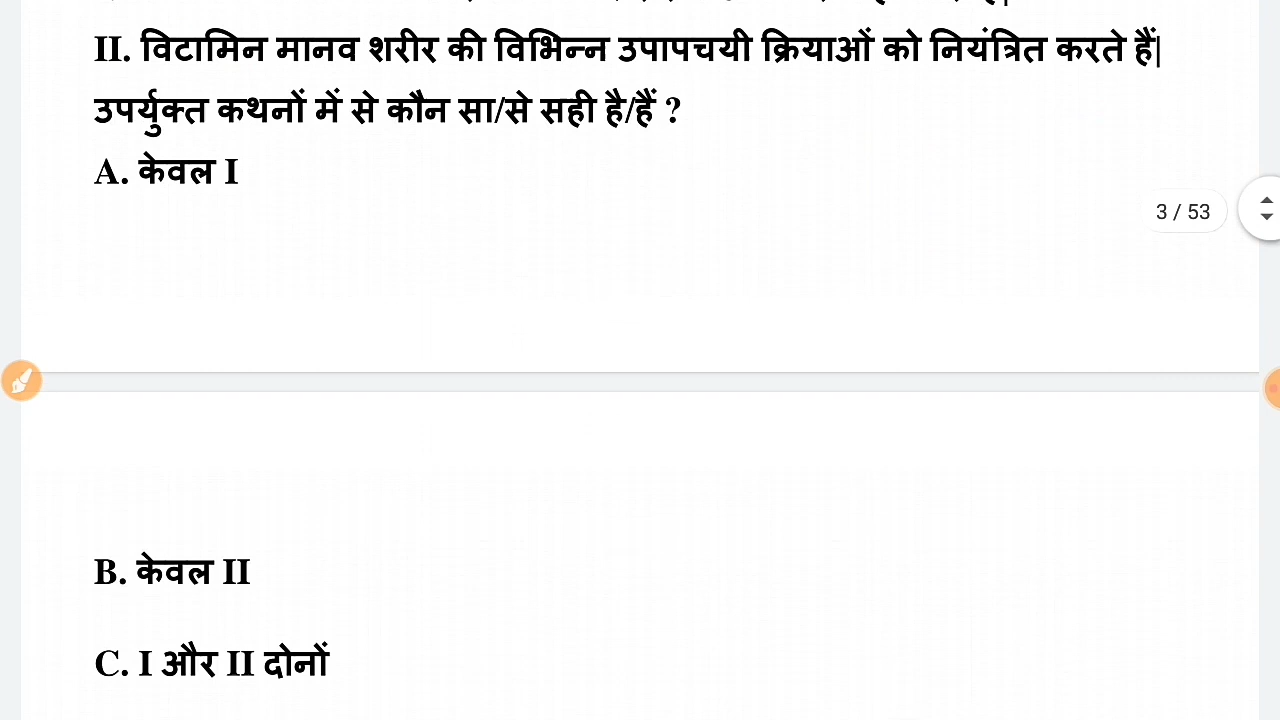 II. विटामिन मानव शरीर की विभिन्न उपापचयी क्रियाओं को नियंत्रित करते हैं|
उपर्युक्त कथनों में से कौन सा/से सही है/हैं ?
A. केवल I
3 / 53
B. केवल II
C. I और II दोनों